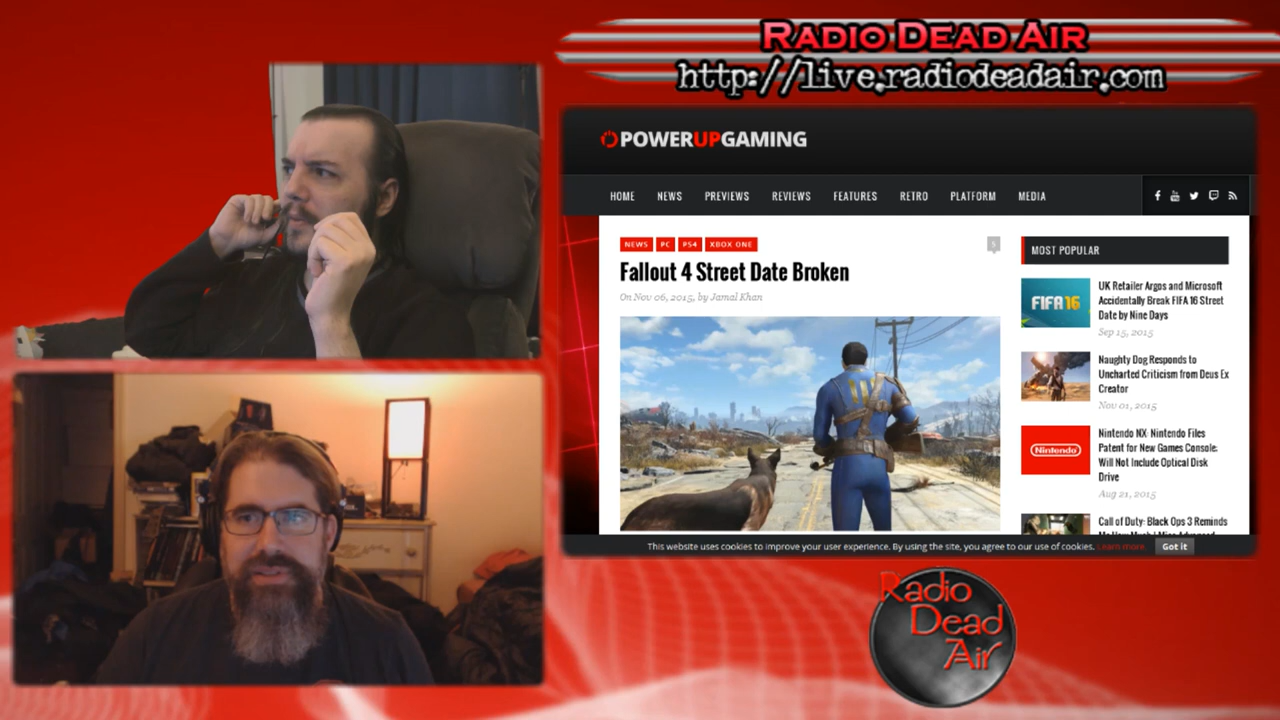 RADIO DEAD AIR
http://live.radiodeadair.com
POWERUPGAMING
HOME NEWS PREVIEWS REVIEWS FEATURES RETRO PLATFORM MEDIA
NEWS PC PS4 XBOX ONE
5
Fallout 4 Street Date Broken
On Nov 06, 2015, by Jamal Khan
MOST POPULAR
FIFA 16
UK Retailer Argos and Microsoft
Accidentally Break FIFA 16 Street
Date by Nine Days
Sep 15, 2015
Naughty Dog Responds to
Uncharted Criticism from Deus Ex
Creator
Nov 01, 2015
Nintendo
Nintendo NX: Nintendo Files
Patent for New Games Console;
Will Not Include Optical Disk
Drive
Aug 21, 2015
Call of Duty: Black Ops 3 Reminds
This website uses cookies to improve your user experience. By using the site, you agree to our use of cookies. Learn more. Got it
Radio
Dead
Air